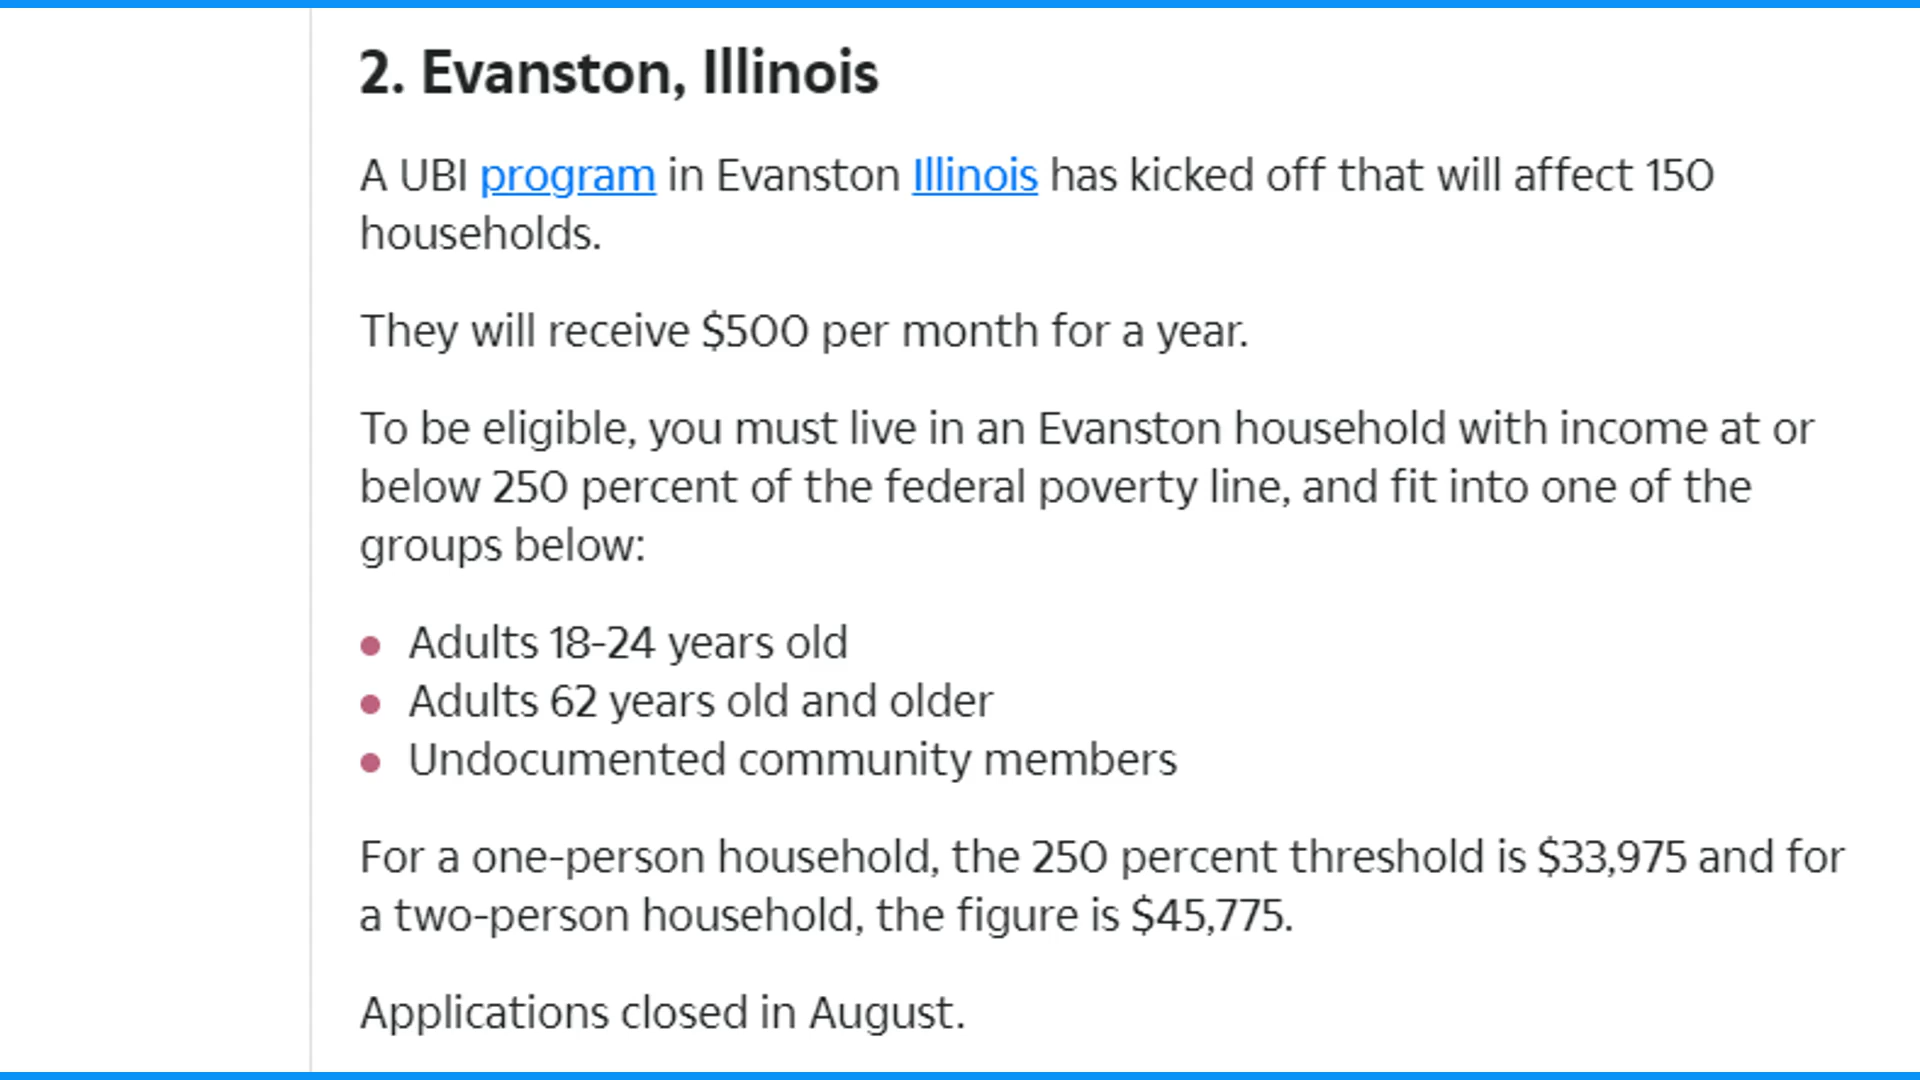 2. Evanston, Illinois
A UBI program in Evanston Illinois has kicked off that will affect 150
households.
They will receive $500 per month for a year.
To be eligible, you must live in an Evanston household with income at or
below 250 percent of the federal poverty line, and fit into one of the
groups below:
• Adults 18-24 years old
• Adults 62 years old and older
• Undocumented community members
For a one-person household, the 250 percent threshold is $33,975 and for
a two-person household, the figure is $45,775.
Applications closed in August.